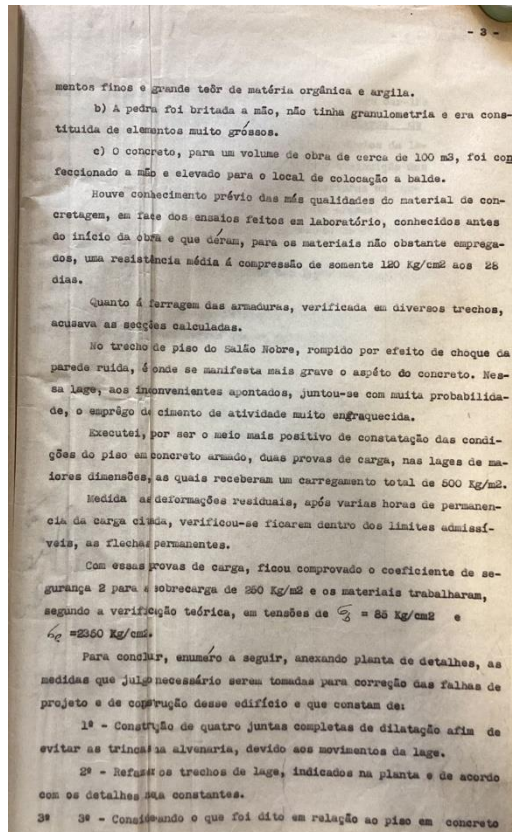 - 3 -
mentos finos e grande teôr de matéria orgânica e argila.
b) A pedra foi britada a mão, não tinha granulometria e era cons-
tituida de elementos muito gróssos.
c) O concreto, para um volume de obra de cerca de 100 m3, foi con
feccionado a mão e elevado para o local de colocação a balde.
Houve conhecimento prévio das más qualidades do material de con-
cretagem, em face dos ensaios feitos em laboratório, conhecidos antes
do início da obra e que déram, para os materiais não obstante emprega-
dos, uma resistência média á compressão de somente 120 Kg/cm2 aos 28
dias.
Quanto á ferragem das armaduras, verificada em diversos trechos,
acusava as secções calculadas.
No trecho de piso do Salão Nobre, rompido por efeito de choque da
parede ruida, é onde se manifesta mais grave o aspéto do concreto. Nes-
sa lage, aos inconvenientes apontados, juntou-se com muita probabilida-
de, o emprêgo de cimento de atividade muito engraquecida.
Executei, por ser o meio mais positivo de constatação das condi-
ções do piso em concreto armado, duas provas de carga, nas lages de ma-
iores dimensões, as quais receberam um carregamento total de 500 Kg/m2.
Medida as deformações residuais, após varias horas de permanen-
cia da carga citada, verificou-se ficarem dentro dos limites admissí-
veis, as flechas permanentes.
Com essas provas de carga, ficou comprovado o coeficiente de se-
gurança 2 para a sobrecarga de 250 Kg/m2 e os materiais trabalharam,
segundo a verificação teórica, em tensões de = 85 Kg/cm2 e
=2350 Kg/cm2.
Para concluir, enuméro a seguir, anexando planta de detalhes, as
medidas que julgo necessário serem tomadas para correção das falhas de
projeto e de construção desse edifício e que constam de:
1º - Construção de quatro juntas completas de dilatação afim de
evitar as trincas na alvenaria, devido aos movimentos da lage.
2º - Refazer os trechos de lage, indicados na planta e de acordo
com os detalhes nela constantes.
3º 3º - Considerando o que foi dito em relação ao piso em concreto